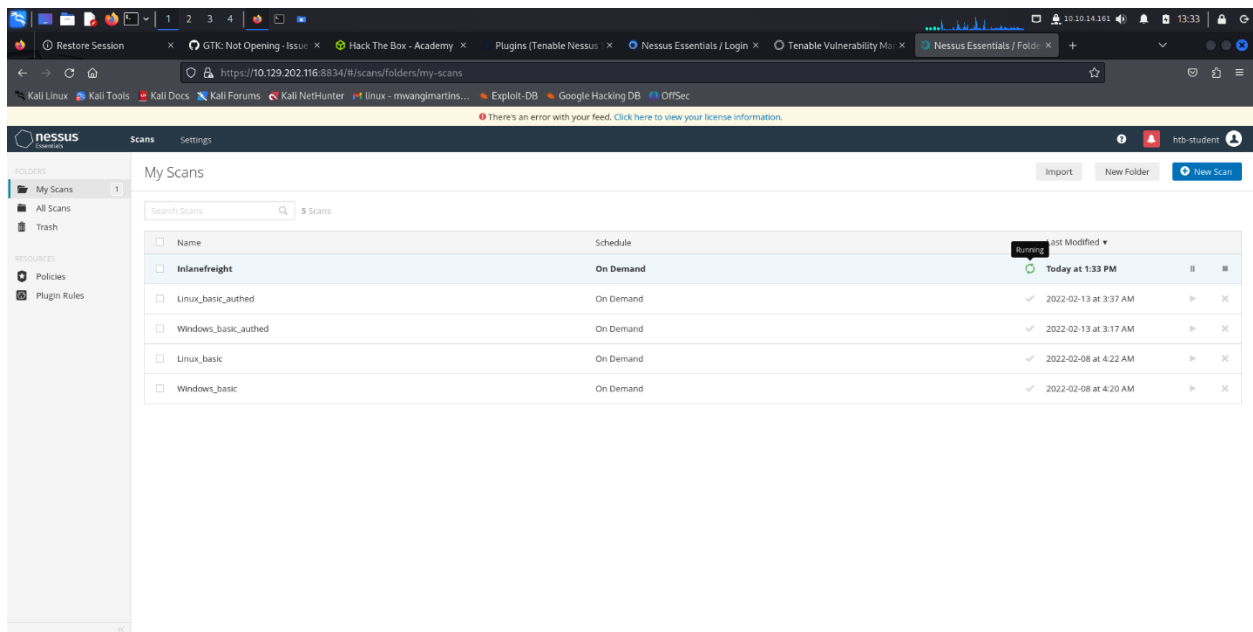 1 2 3 4 10.10.14.161 13:33
Restore Session GTK: Not Opening - Issue Hack The Box - Academy Plugins (Tenable Nessus Nessus Essentials / Login Tenable Vulnerability Ma Nessus Essentials / Folde
https://10.129.202.116:8834/#/scans/folders/my-scans
Kali Linux Kali Tools Kali Docs Kali Forums Kali NetHunter linux - mwangimartins... Exploit-DB Google Hacking DB OffSec
There's an error with your feed. Click here to view your license information.
nessus Essentials Scans Settings htb-student
FOLDERS
My Scans 1
All Scans
Trash
RESOURCES
Policies
Plugin Rules
My Scans Import New Folder New Scan
Search Scans 5 Scans
Name Schedule Last Modified
Running
Inlanefreight On Demand Today at 1:33 PM
Linux_basic_authed On Demand 2022-02-13 at 3:37 AM
Windows_basic_authed On Demand 2022-02-13 at 3:17 AM
Linux_basic On Demand 2022-02-08 at 4:22 AM
Windows_basic On Demand 2022-02-08 at 4:20 AM